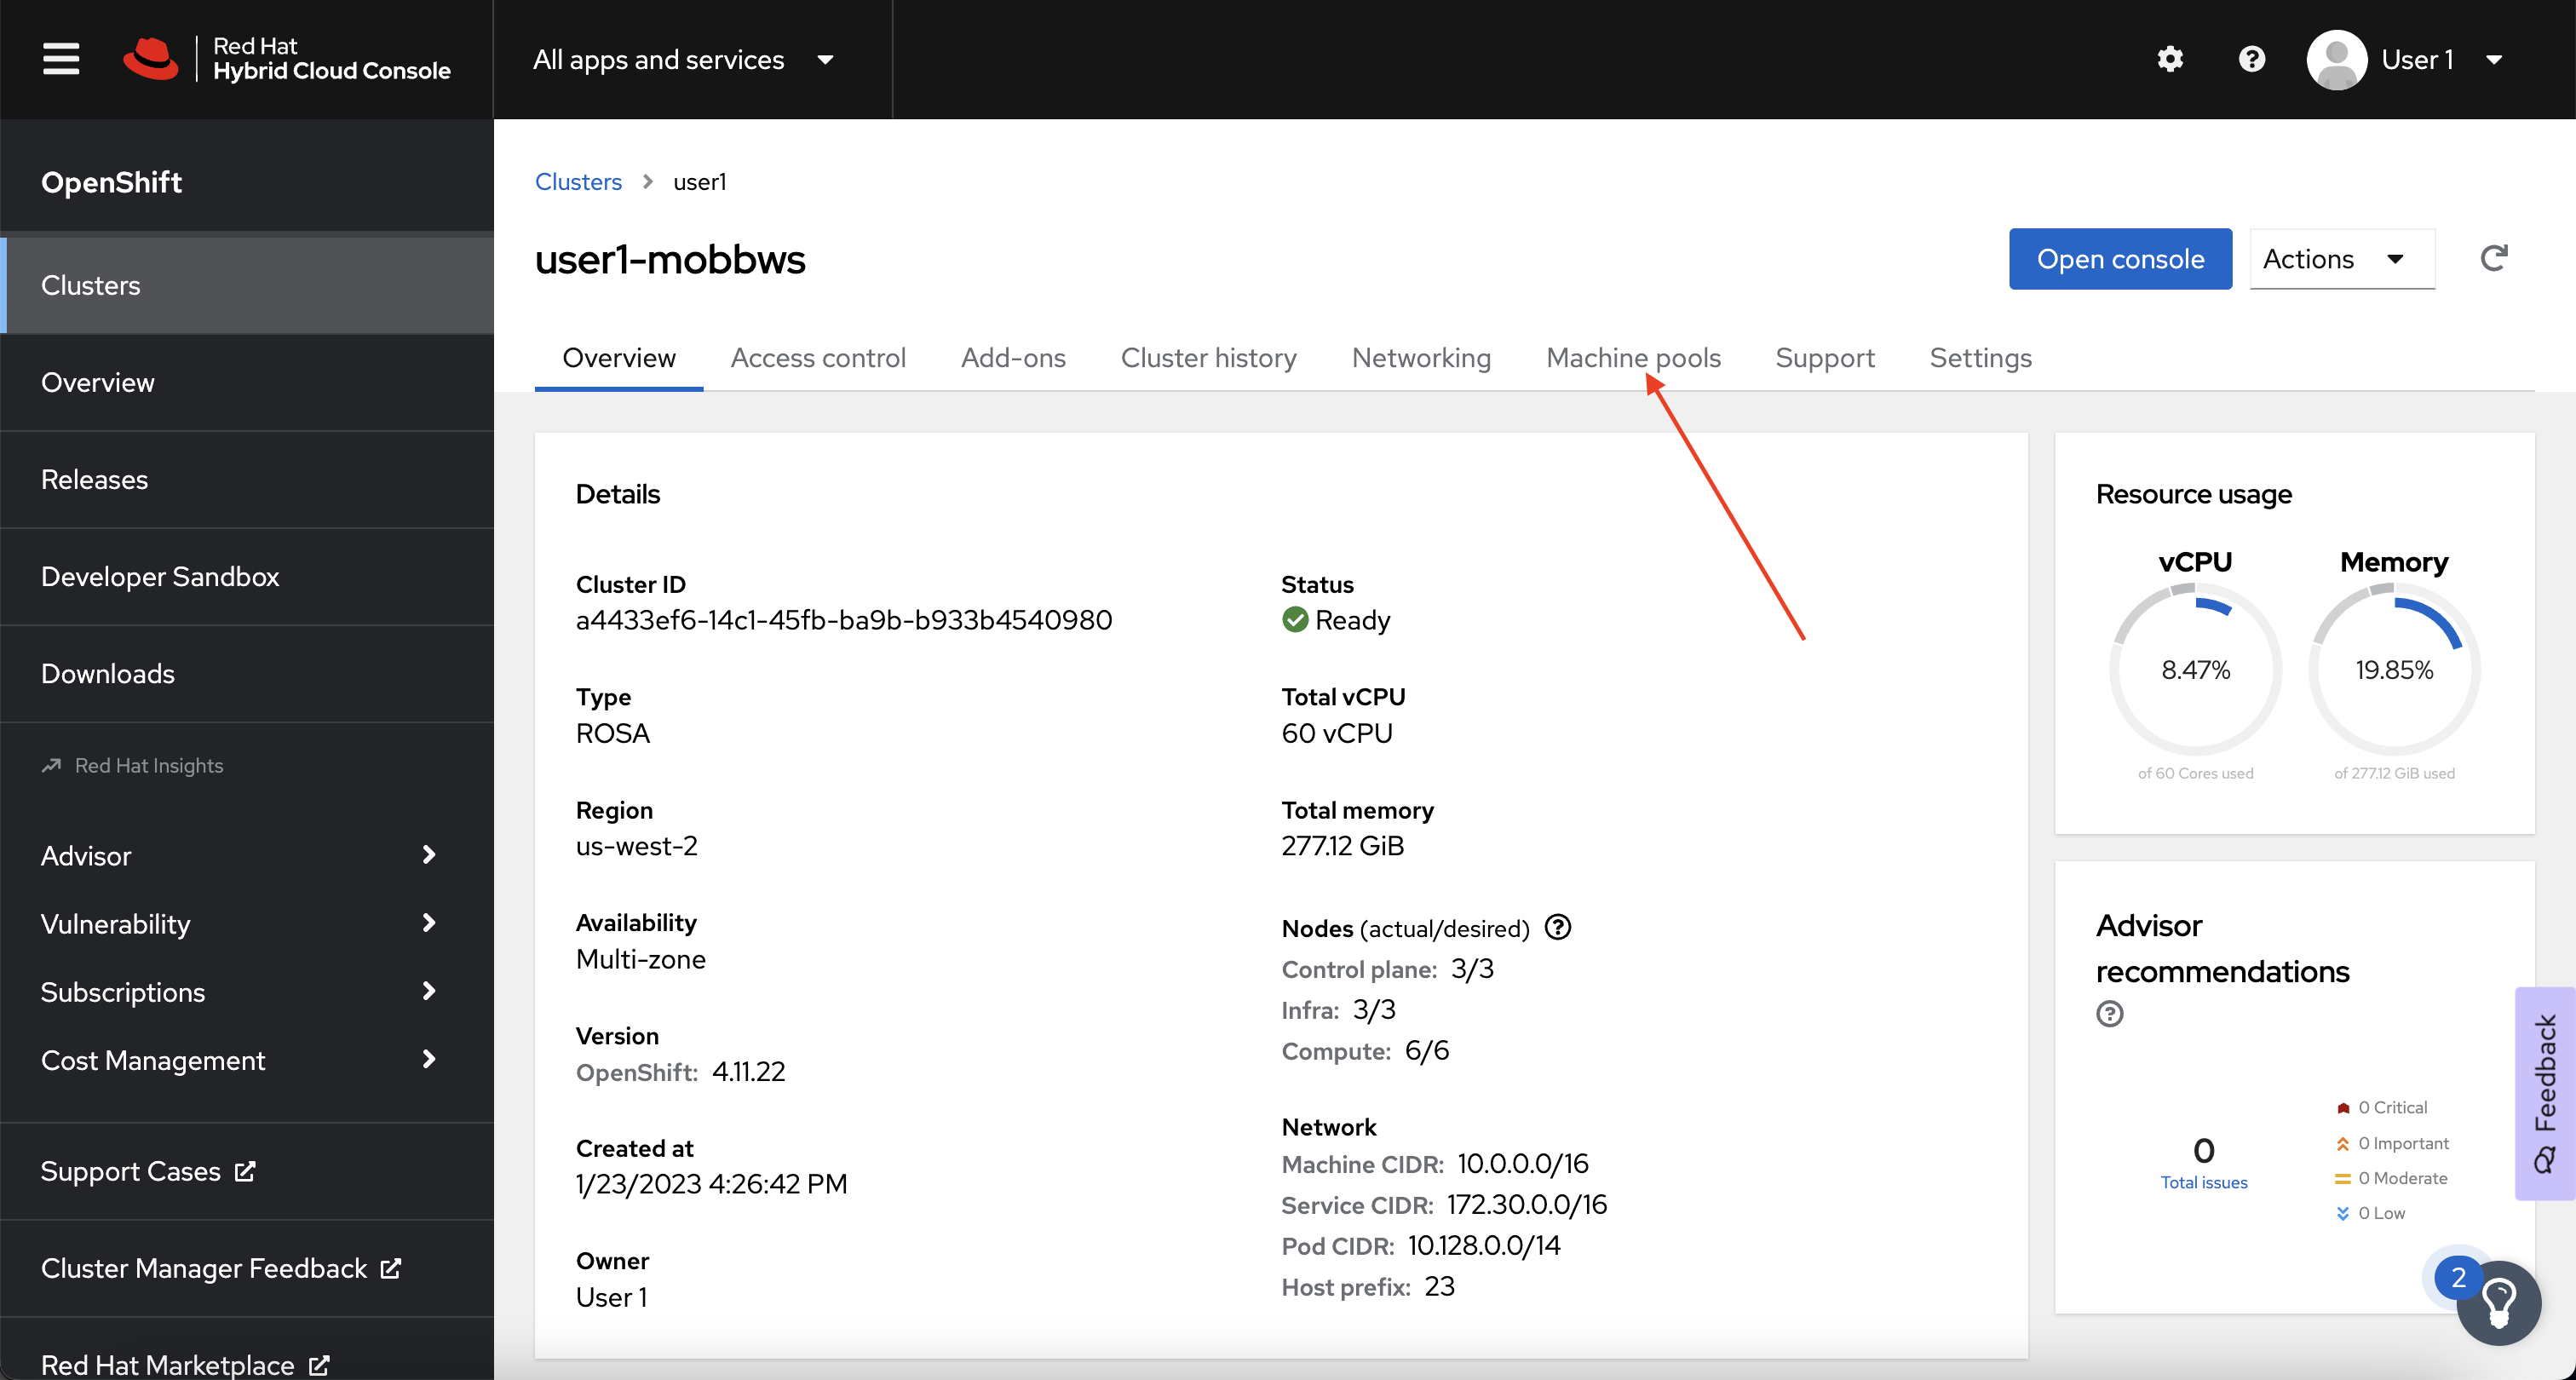 Red Hat
Hybrid Cloud Console
All apps and services
User 1
OpenShift
Clusters
Overview
Releases
Developer Sandbox
Downloads
Red Hat Insights
Advisor
Vulnerability
Subscriptions
Cost Management
Support Cases
Cluster Manager Feedback
Red Hat Marketplace
Clusters > user1
user1-mobbws
Open console
Actions
Overview
Access control
Add-ons
Cluster history
Networking
Machine pools
Support
Settings
Details
Cluster ID
a4433ef6-14c1-45fb-ba9b-b933b4540980
Type
ROSA
Region
us-west-2
Availability
Multi-zone
Version
OpenShift: 4.11.22
Created at
1/23/2023 4:26:42 PM
Owner
User 1
Status
Ready
Total vCPU
60 vCPU
Total memory
277.12 GiB
Nodes (actual/desired)
Control plane: 3/3
Infra: 3/3
Compute: 6/6
Network
Machine CIDR: 10.0.0.0/16
Service CIDR: 172.30.0.0/16
Pod CIDR: 10.128.0.0/14
Host prefix: 23
Resource usage
vCPU
8.47%
of 60 Cores used
Memory
19.85%
of 277.12 GiB used
Advisor
recommendations
0
Total issues
0 Critical
0 Important
0 Moderate
0 Low
Feedback
2